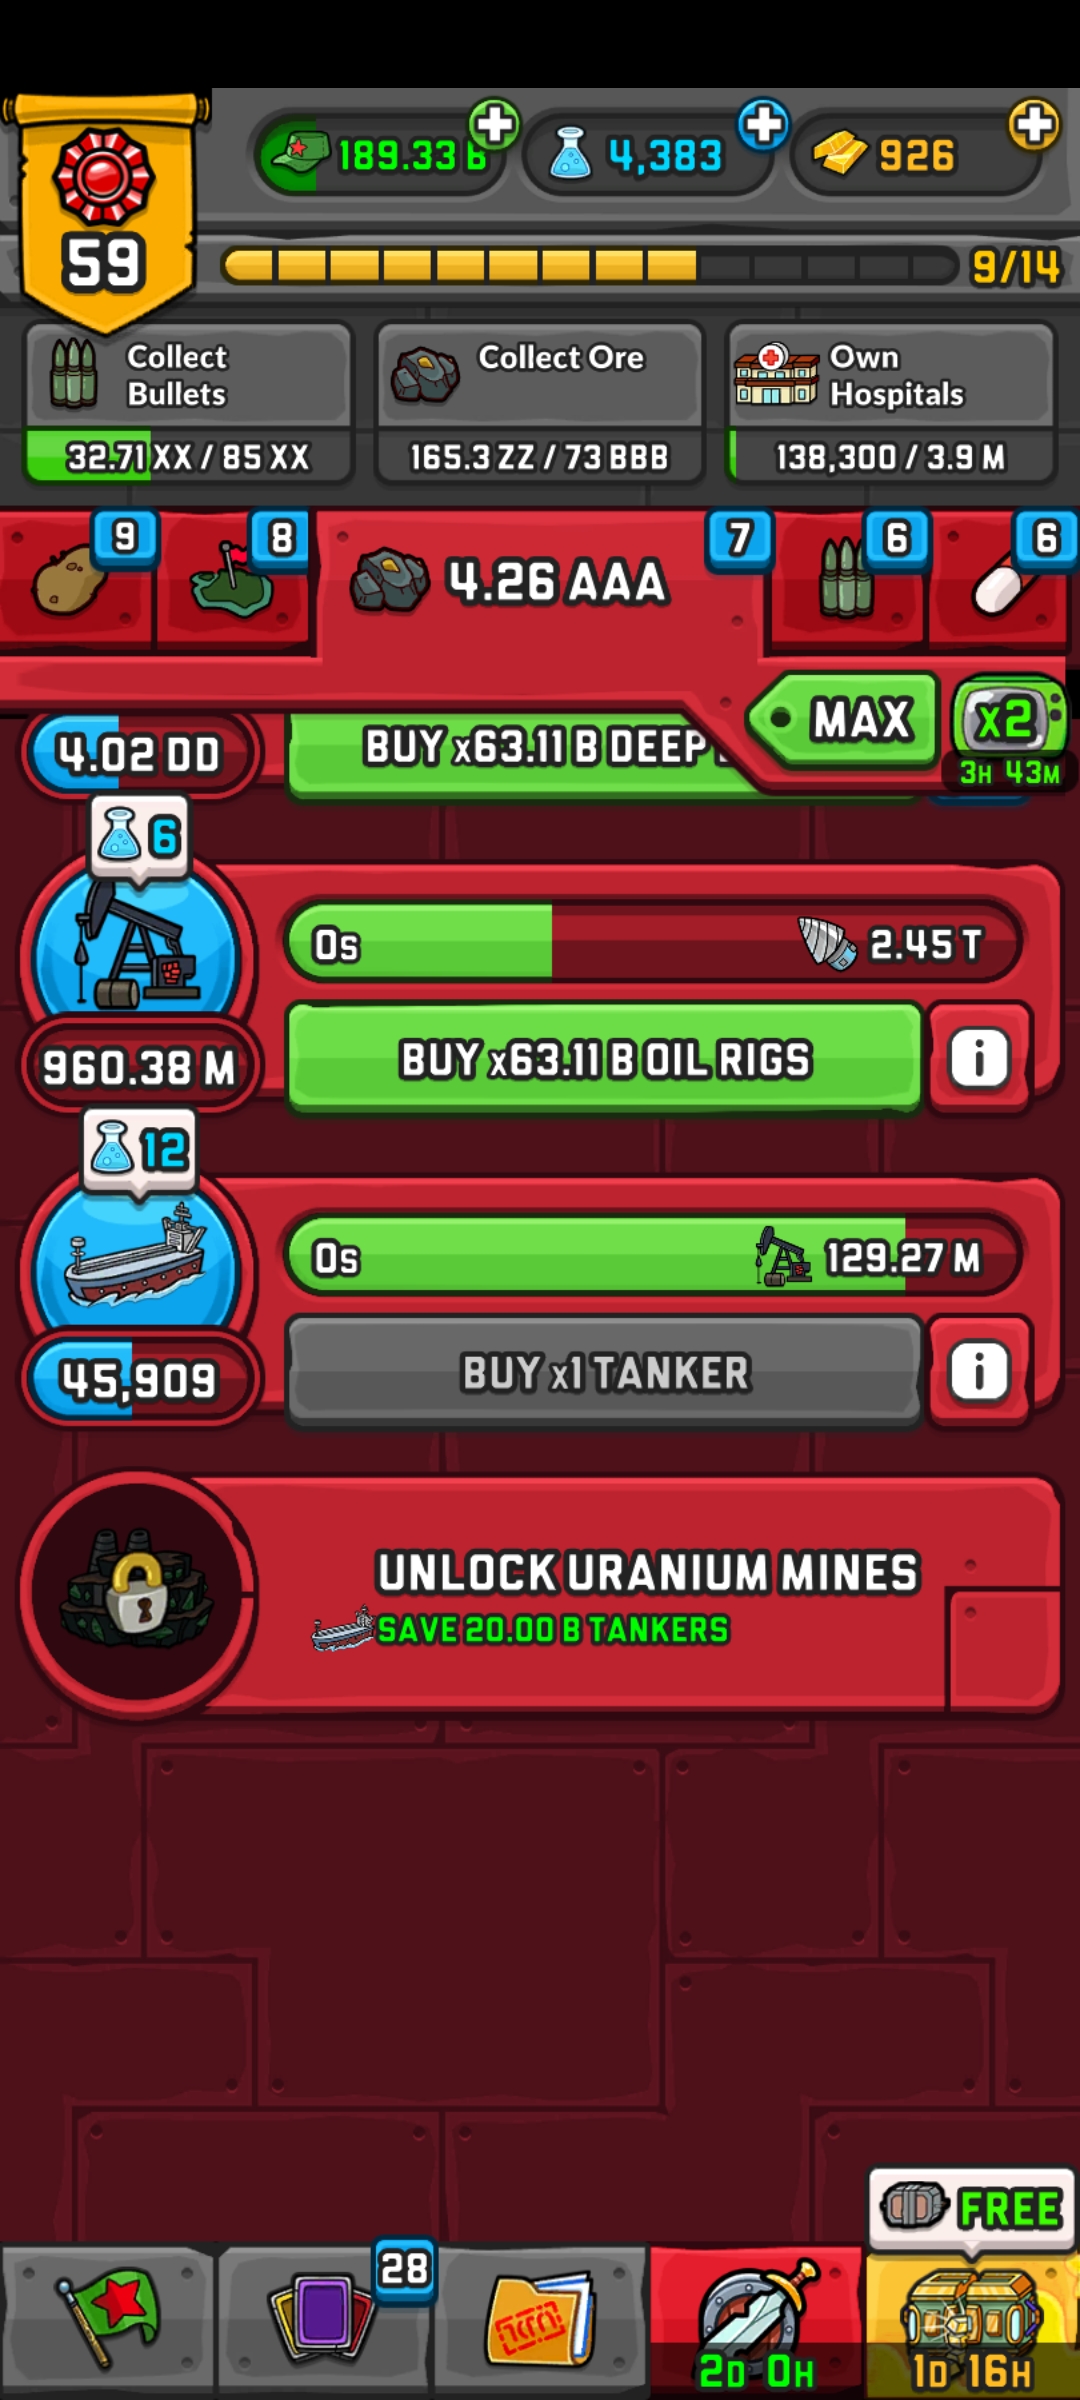 59
189.33 B
4,383
926
9/14
Collect Bullets
32.71 XX / 85 XX
Collect Ore
165.3 ZZ / 73 BBB
Own Hospitals
138,300 / 3.9 M
9
8
4.26 AAA
7
6
6
MAX
x2
3H 43M
4.02 DD
BUY x63.11 B DEEP
6
0s
2.45 T
960.38 M
BUY x63.11 B OIL RIGS
i
12
0s
129.27 M
45,909
BUY x1 TANKER
i
UNLOCK URANIUM MINES
SAVE 20.00 B TANKERS
FREE
28
2D 0H
1D 16H